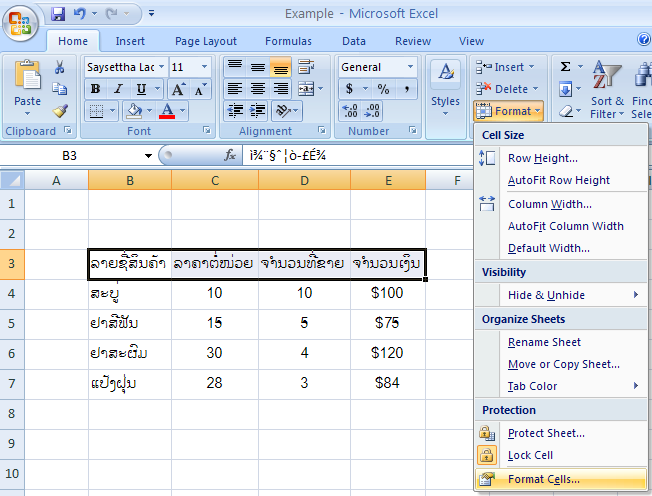 Example - Microsoft Excel
Home Insert Page Layout Formulas Data Review View
Saysettha Lao 11 General Insert
Paste B I U A A $ % , Styles Delete Sort & Filter
Format
Clipboard Font Alignment Number
B3 fx ì¾¨§ˆ¦ò-£É¾
Cell Size
Row Height...
AutoFit Row Height
Column Width...
AutoFit Column Width
Default Width...
Visibility
Hide & Unhide
Organize Sheets
Rename Sheet
Move or Copy Sheet...
Tab Color
Protection
Protect Sheet...
Lock Cell
Format Cells...
A B C D E F
1
2
3 ລາຍຊື່ສິນຄ້າ ລາຄາຕໍ່ໜ່ວຍ ຈຳນວນທີ່ຂາຍ ຈຳນວນເງິນ
4 ສະບູ່ 10 10 $100
5 ຢາສີຟັນ 15 5 $75
6 ຢາສະຜົມ 30 4 $120
7 ແປ້ງຝຸ່ນ 28 3 $84
8
9
10